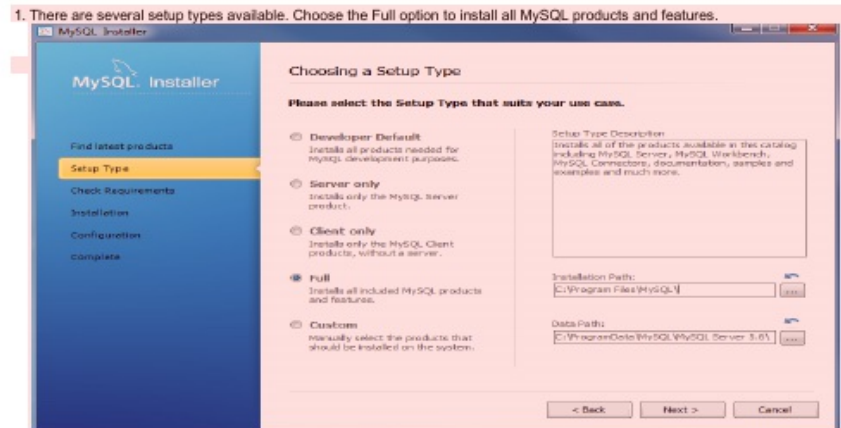 1. There are several setup types available. Choose the Full option to install all MySQL products and features.
MySQL Installer
MySQL. Installer
Find latest products
Setup Type
Check Requirements
Installation
Configuration
Complete
Choosing a Setup Type
Please select the Setup Type that suits your use case.
Developer Default
Installs all products needed for
MySQL development purposes.
Server only
Installs only the MySQL Server
product.
Client only
Installs only the MySQL Client
products, without a server.
Full
Installs all included MySQL products
and features.
Custom
Manually select the products that
should be installed on the system.
Setup Type Description
Installs all of the products available in this catalog
including MySQL Server, MySQL Workbench,
MySQL Connectors, documentation, samples and
examples and much more.
Installation Path:
C:\Program Files\MySQL\
...
Data Path:
C:\ProgramData\MySQL\MySQL Server 5.6\
...
< Back
Next >
Cancel